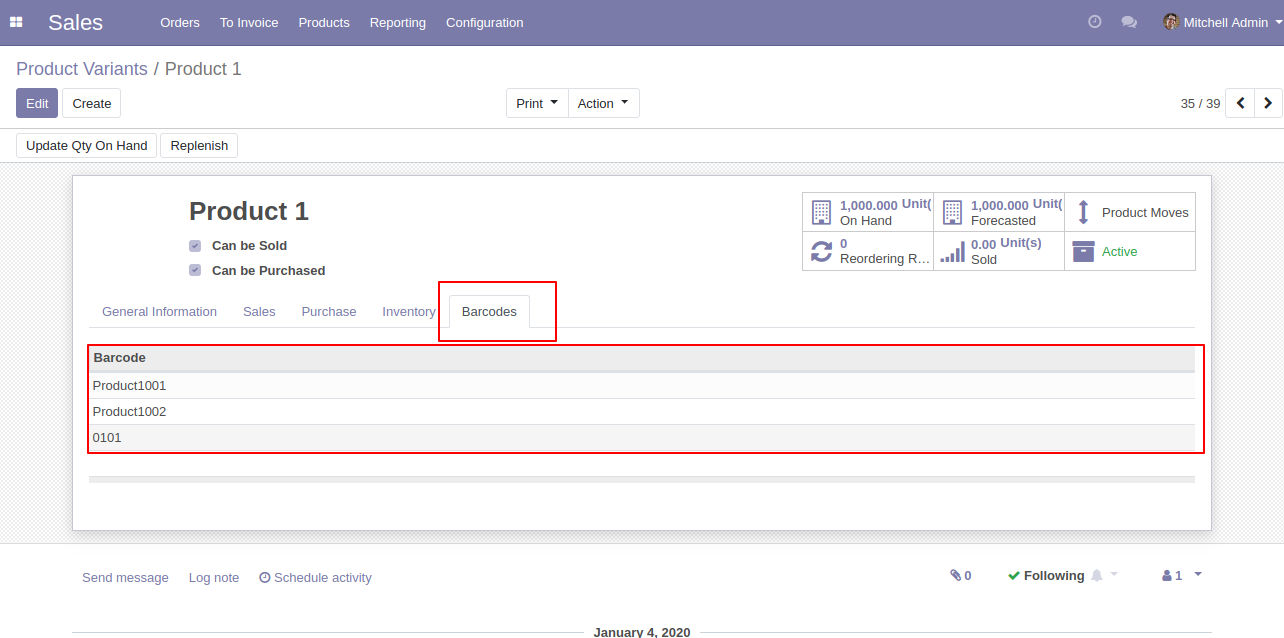 Sales Orders To Invoice Products Reporting Configuration Mitchell Admin
Product Variants / Product 1
Edit Create Print Action 35 / 39
Update Qty On Hand Replenish
Product 1
Can be Sold
Can be Purchased
1,000.000 Unit(
On Hand
1,000.000 Unit(
Forecasted
Product Moves
0
Reordering R...
0.00 Unit(s)
Sold
Active
General Information Sales Purchase Inventory Barcodes
Barcode
Product1001
Product1002
0101
Send message Log note Schedule activity 0 Following 1
January 4, 2020